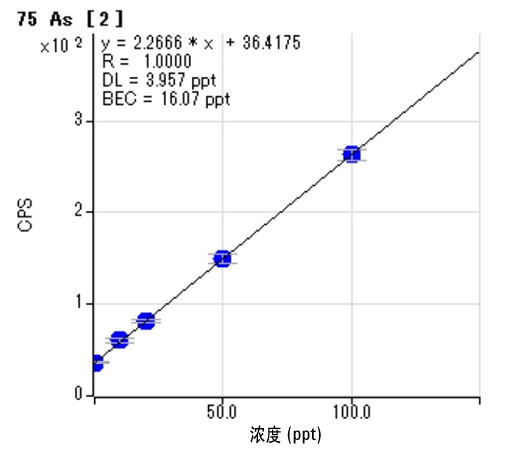 75 As [2]
x10 2
y = 2.2666 * x + 36.4175
R = 1.0000
DL = 3.957 ppt
BEC = 16.07 ppt
3
2
1
0
CPS
50.0 100.0
浓度 (ppt)